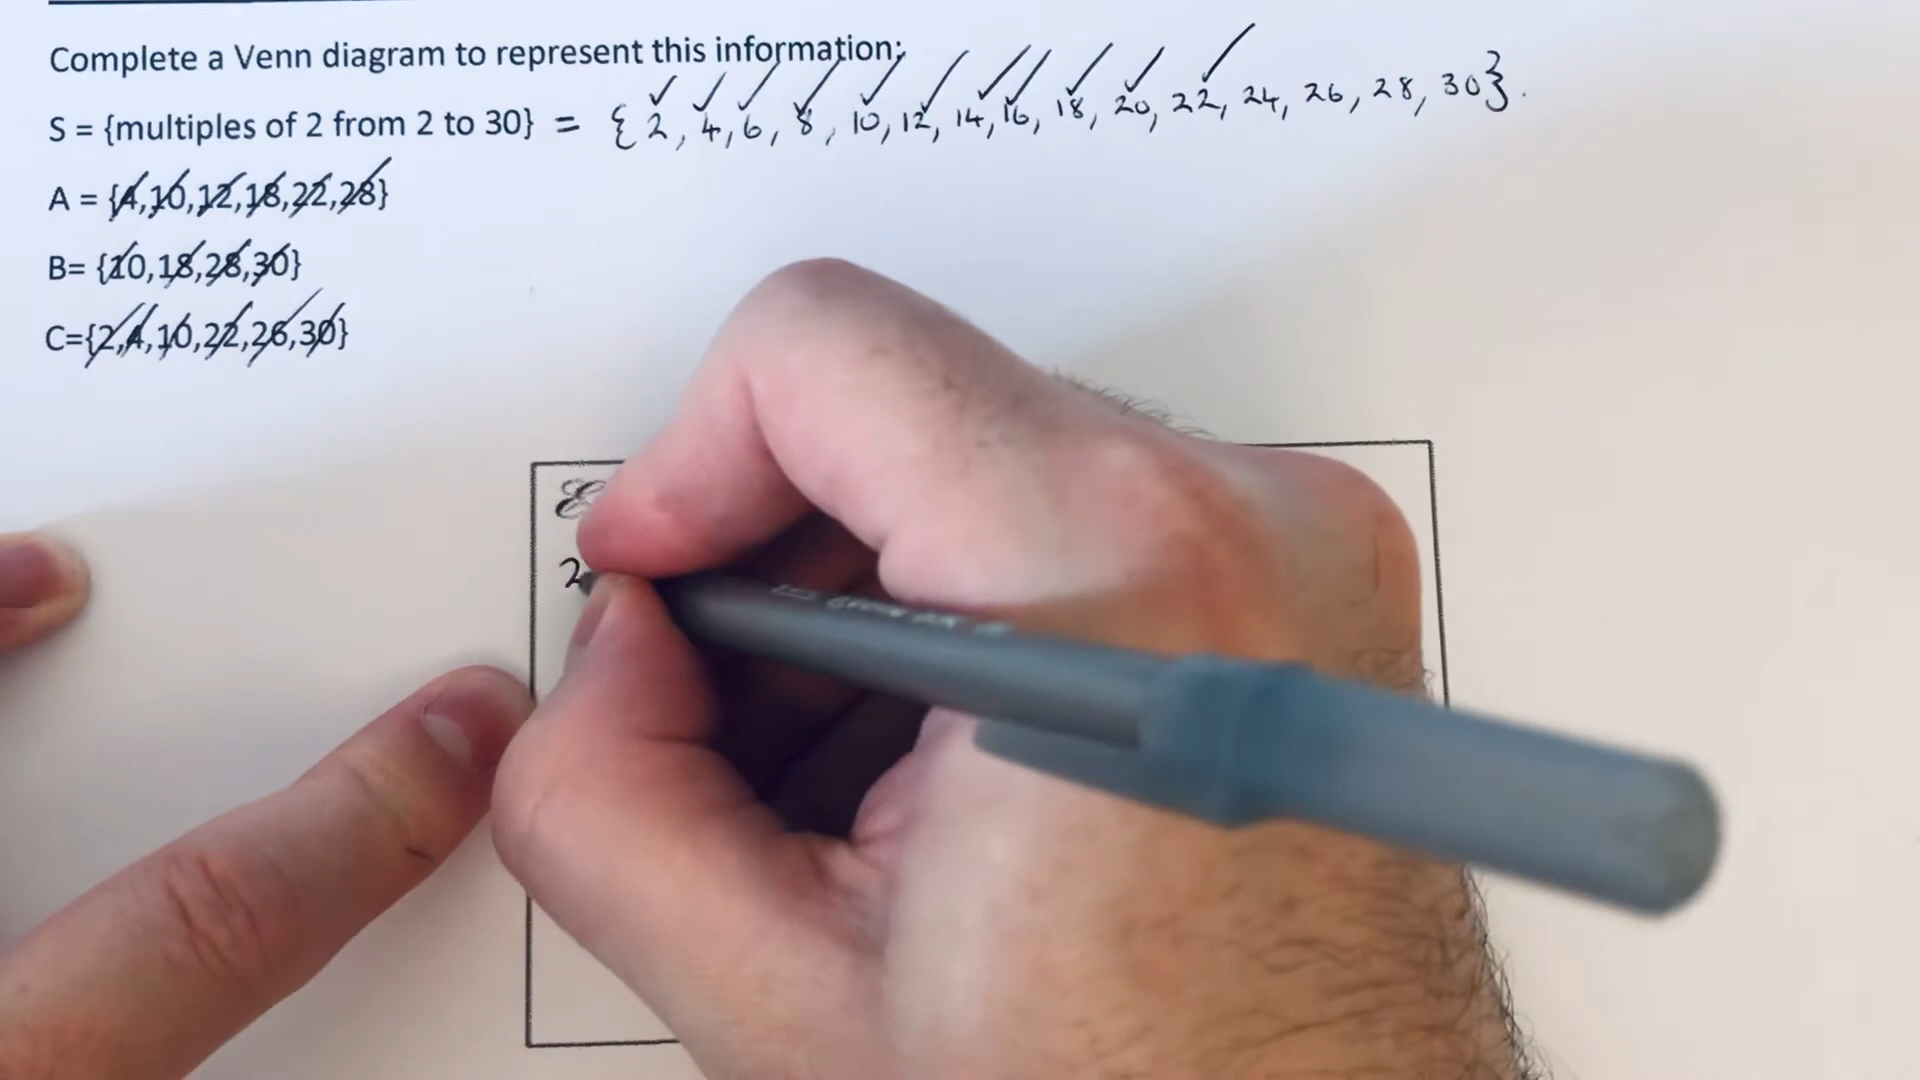 Complete a Venn diagram to represent this information:
S = {multiples of 2 from 2 to 30} = {2, 4, 6, 8, 10, 12, 14, 16, 18, 20, 22, 24, 26, 28, 30}.
A = {4,10,12,18,22,28}
B= {10,18,28,30}
C={2,4,10,22,26,30}
2